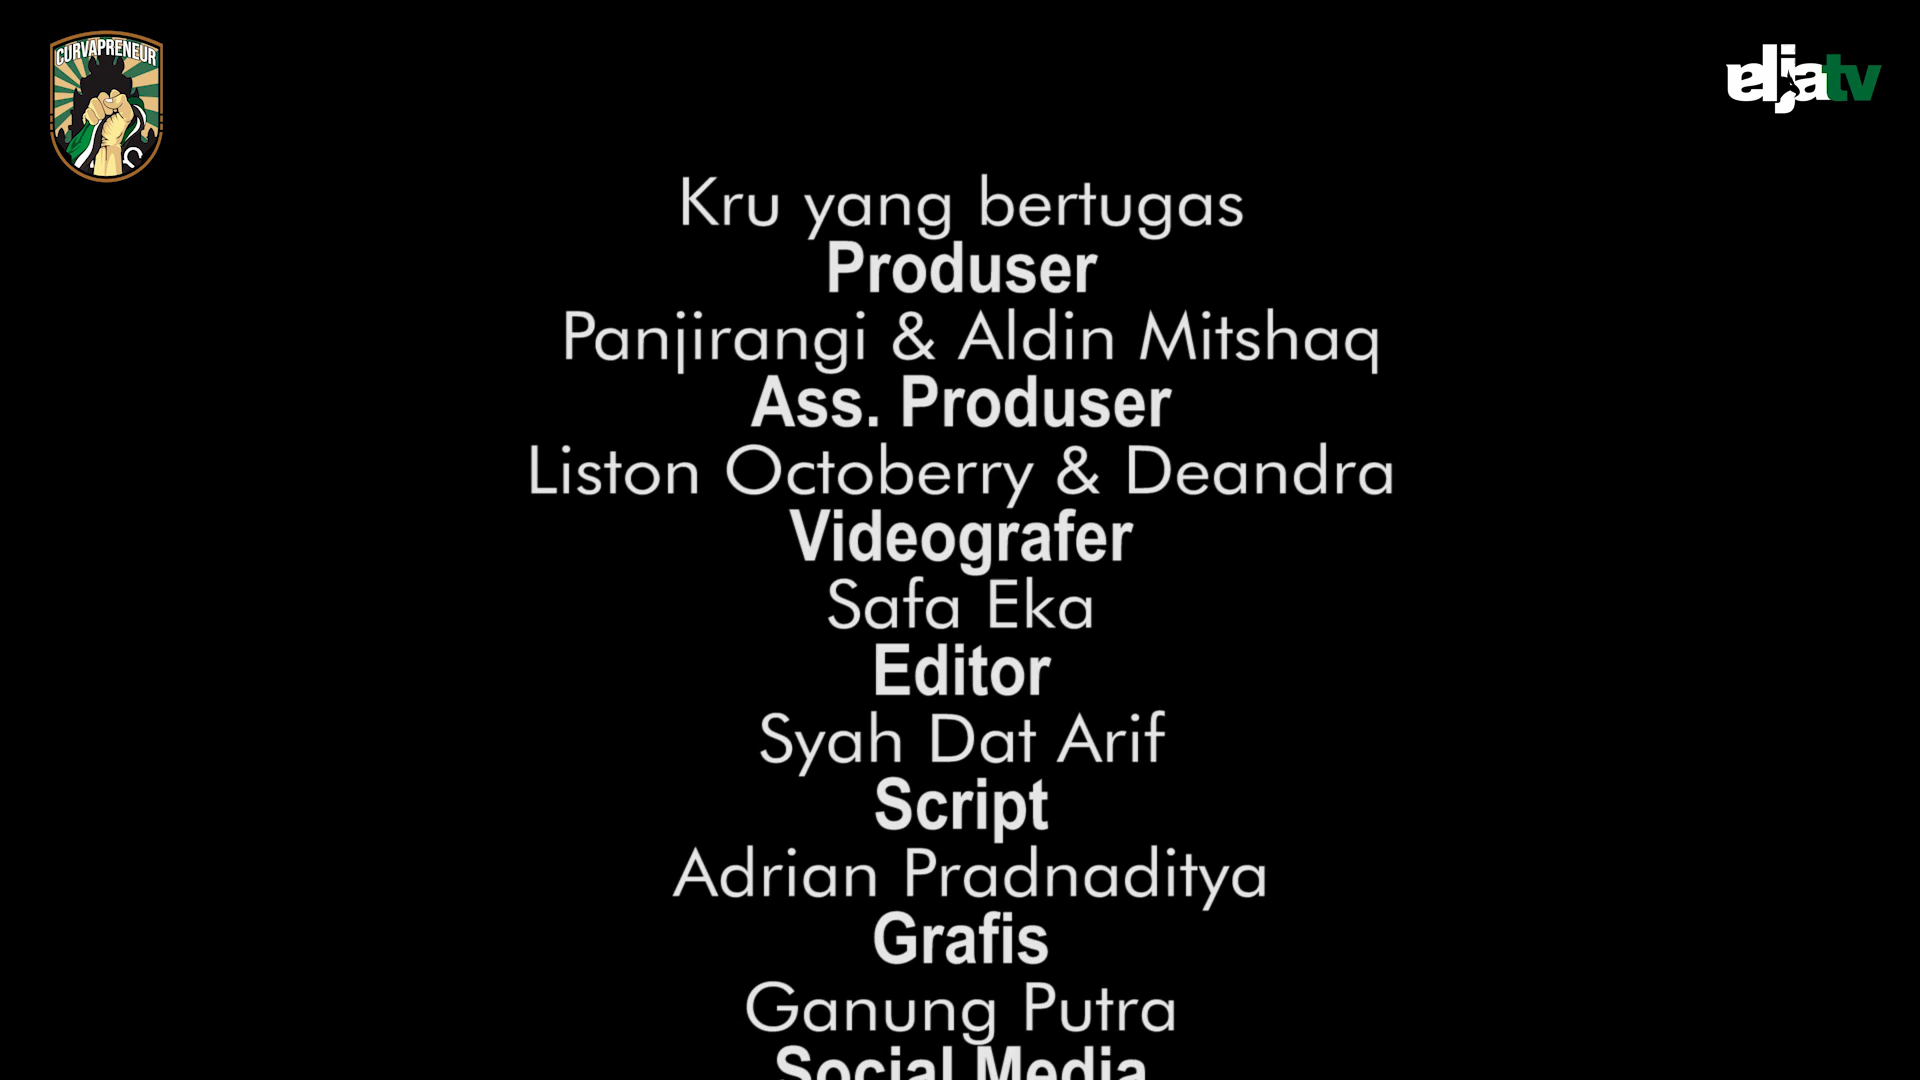 CURVAPRENEUR
eljatv
Kru yang bertugas
Produser
Panjirangi & Aldin Mitshaq
Ass. Produser
Liston Octoberry & Deandra
Videografer
Safa Eka
Editor
Syah Dat Arif
Script
Adrian Pradnaditya
Grafis
Ganung Putra
Social Media